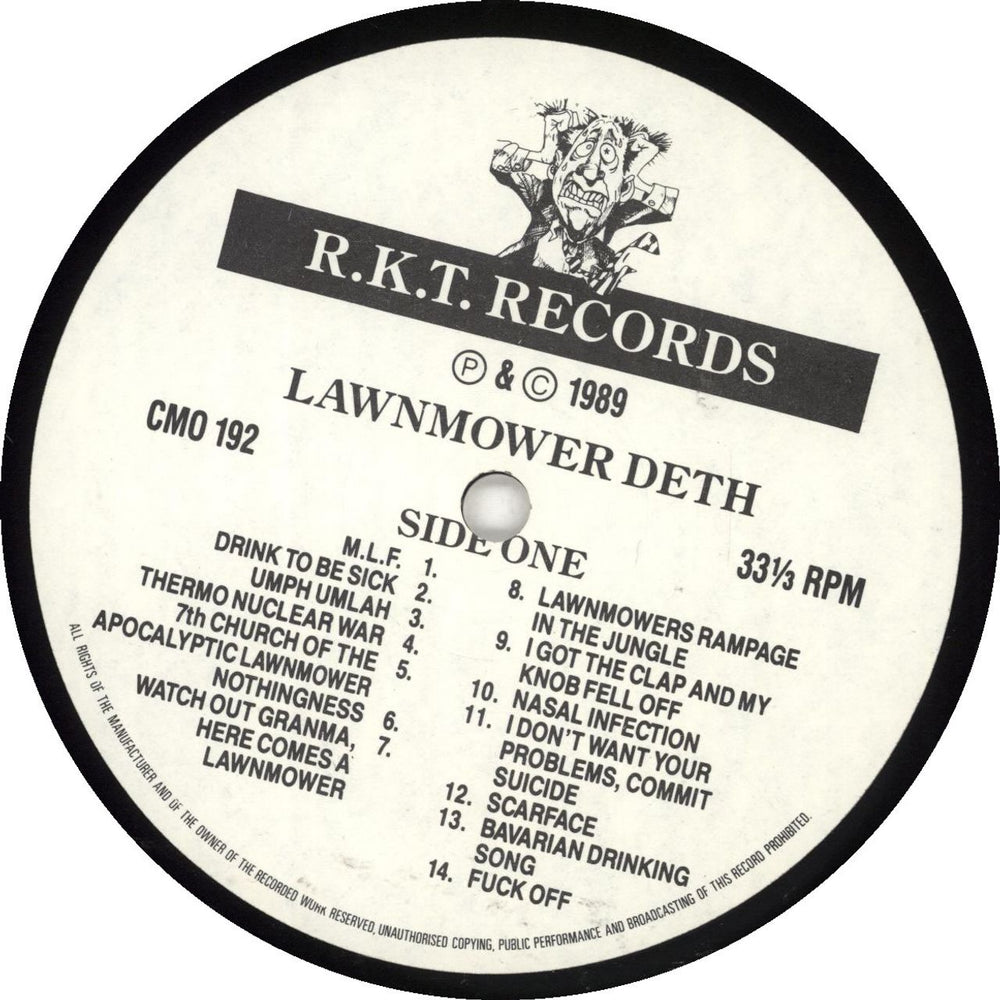 R.K.T. RECORDS
Ⓟ & © 1989
LAWNMOWER DETH
CMO 192
SIDE ONE
33⅓ RPM
M.L.F. 1.
DRINK TO BE SICK 2.
UMPH UMLAH 3.
THERMO NUCLEAR WAR 4.
7th CHURCH OF THE 5.
APOCALYPTIC LAWNMOWER
NOTHINGNESS 6.
WATCH OUT GRANMA, 7.
HERE COMES A
LAWNMOWER
8. LAWNMOWERS RAMPAGE
IN THE JUNGLE
9. I GOT THE CLAP AND MY
KNOB FELL OFF
10. NASAL INFECTION
11. I DON'T WANT YOUR
PROBLEMS, COMMIT
SUICIDE
12. SCARFACE
13. BAVARIAN DRINKING
SONG
14. FUCK OFF
ALL RIGHTS OF THE MANUFACTURER AND OF THE OWNER OF THE RECORDED WORK RESERVED, UNAUTHORISED COPYING, PUBLIC PERFORMANCE AND BROADCASTING OF THIS RECORD PROHIBITED.